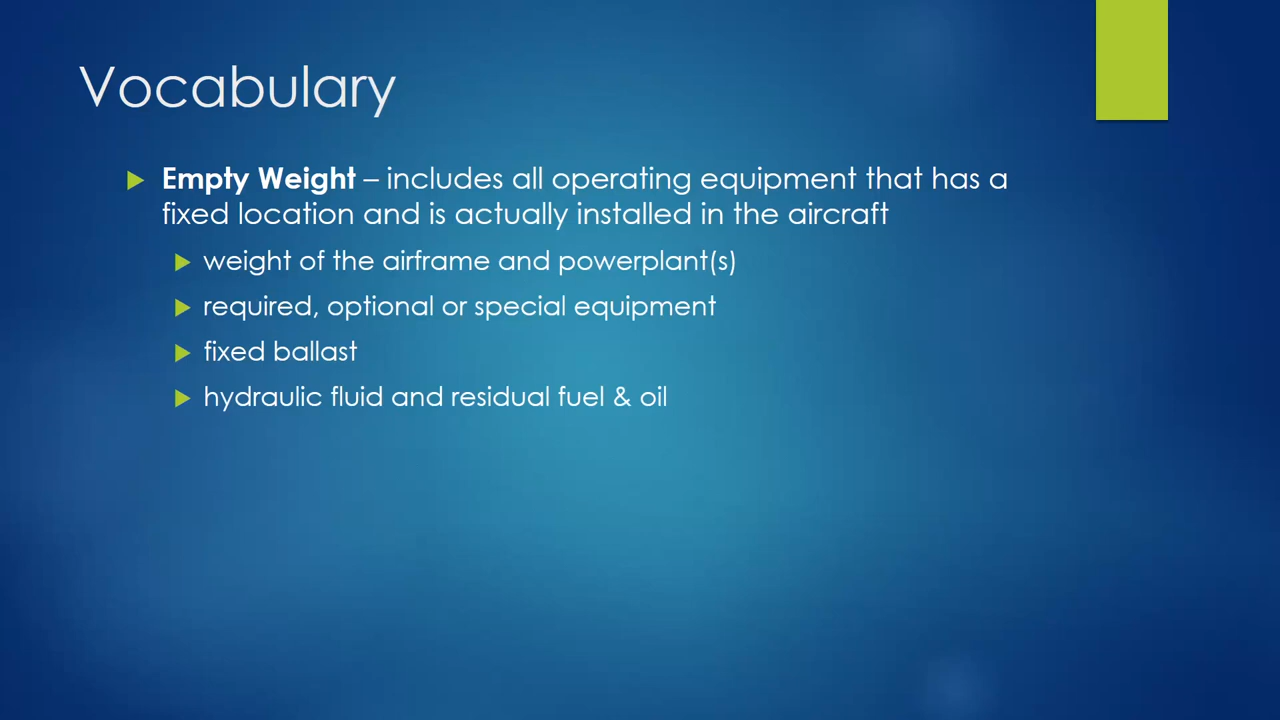 Vocabulary
Empty Weight – includes all operating equipment that has a
fixed location and is actually installed in the aircraft
weight of the airframe and powerplant(s)
required, optional or special equipment
fixed ballast
hydraulic fluid and residual fuel & oil